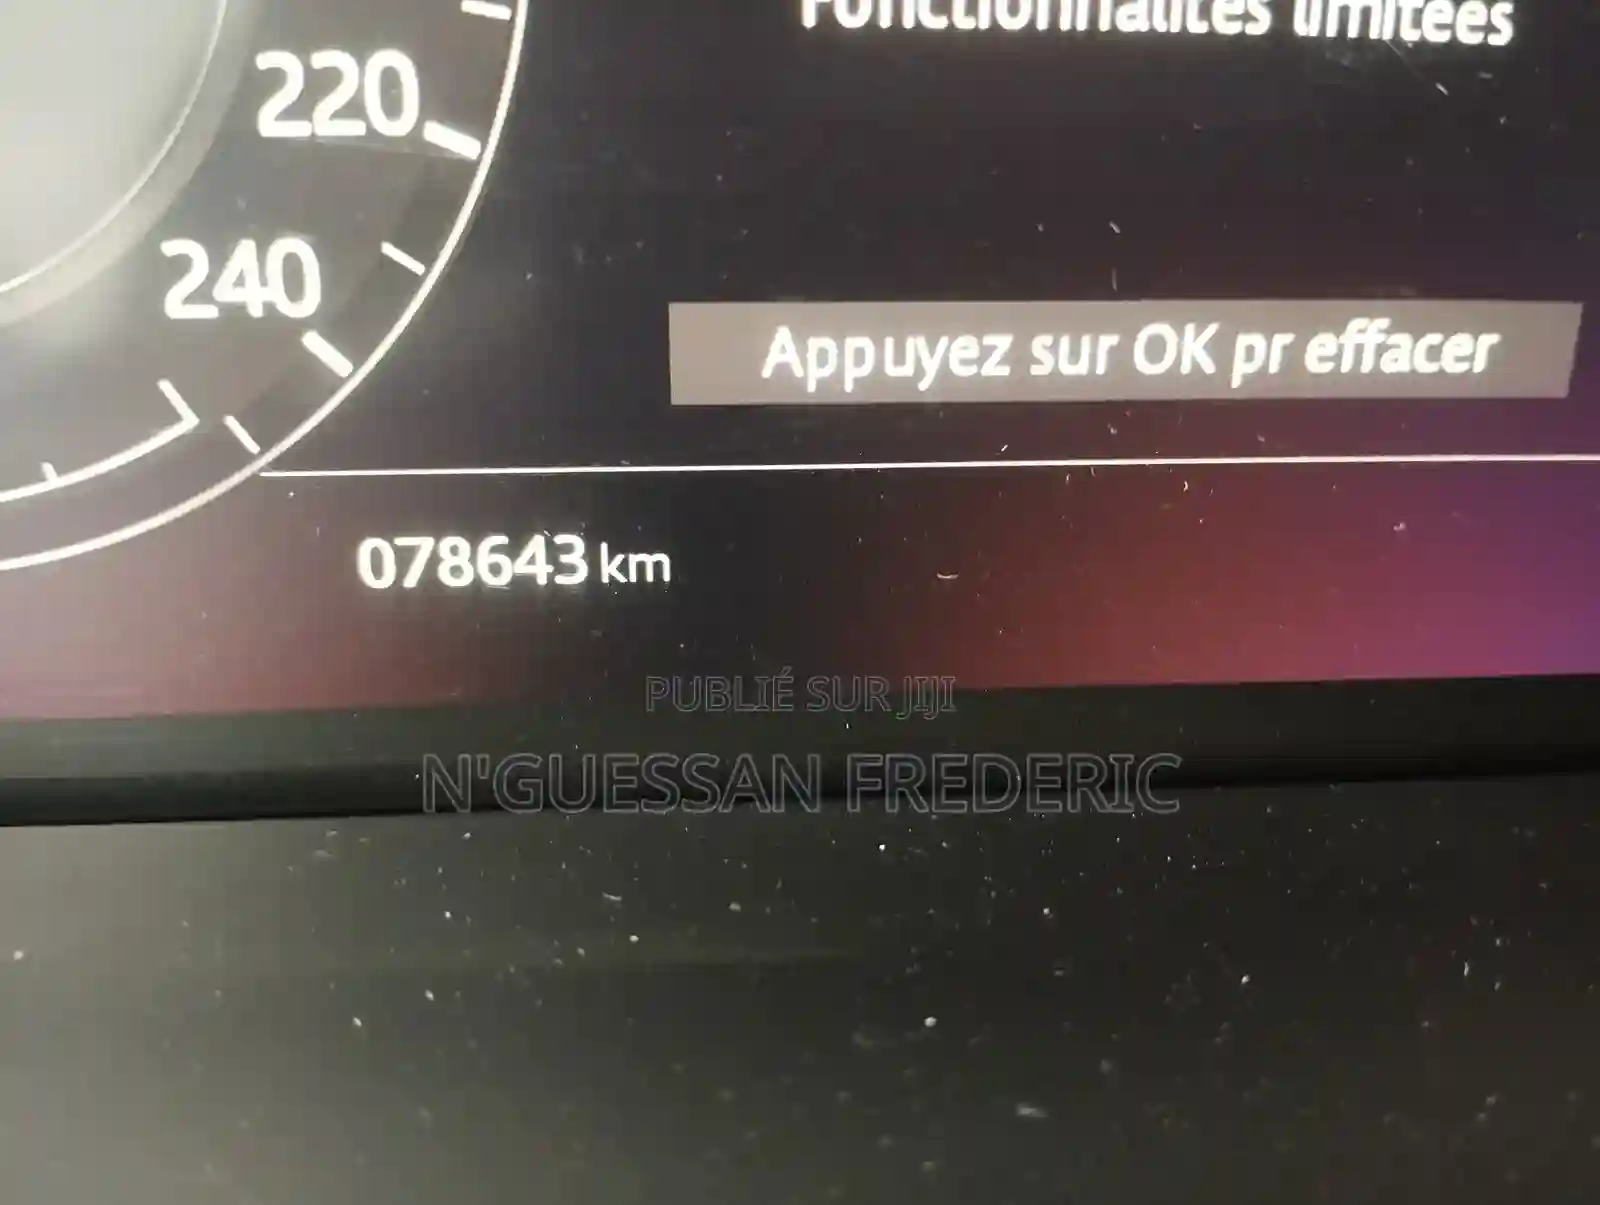 Fonctionnalités limitées
220
240
Appuyez sur OK pr effacer
078643 km
PUBLIÉ SUR JIJI
N'GUESSAN FREDERIC